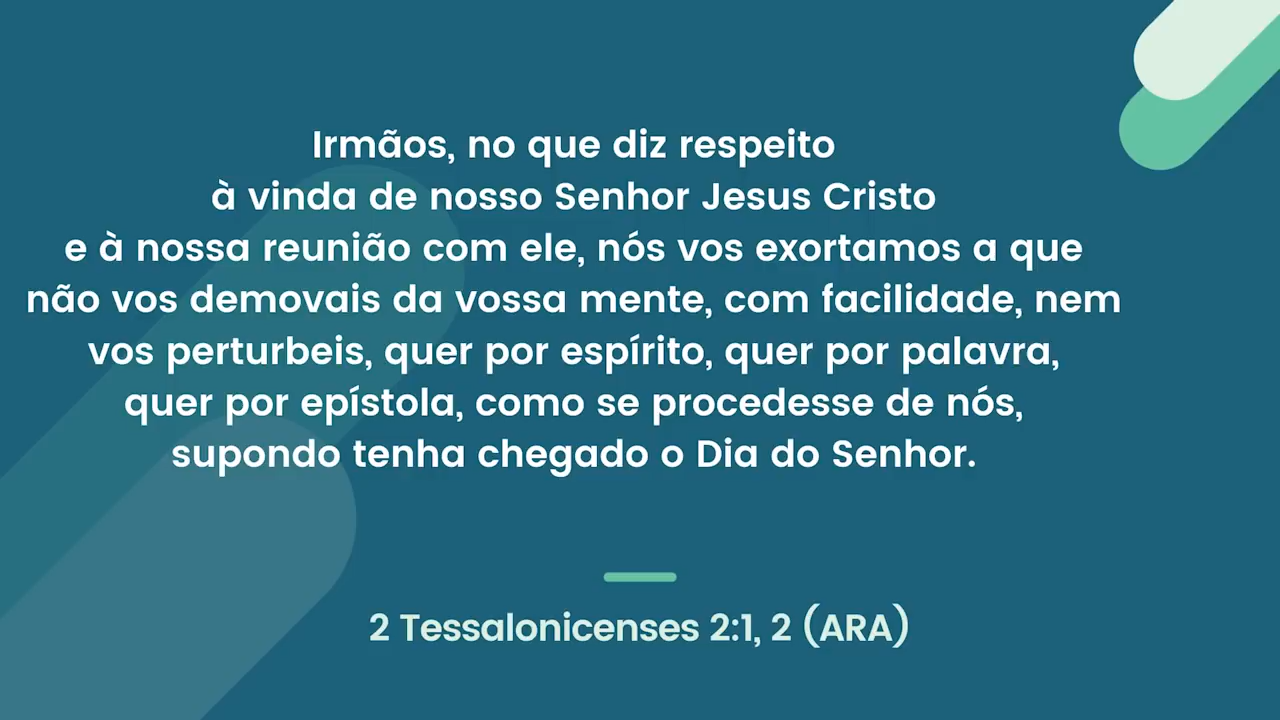 Irmãos, no que diz respeito
à vinda de nosso Senhor Jesus Cristo
e à nossa reunião com ele, nós vos exortamos a que
não vos demovais da vossa mente, com facilidade, nem
vos perturbeis, quer por espírito, quer por palavra,
quer por epístola, como se procedesse de nós,
supondo tenha chegado o Dia do Senhor.
2 Tessalonicenses 2:1, 2 (ARA)